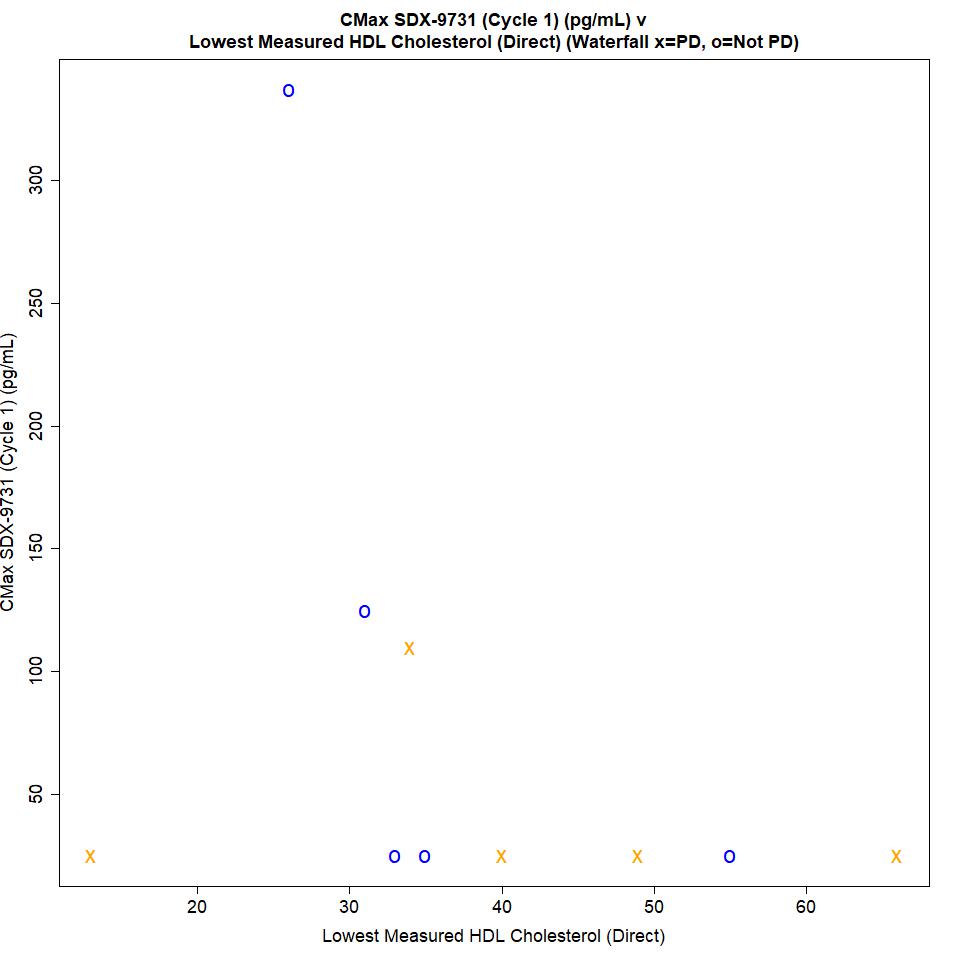 CMax SDX-9731 (Cycle 1) (pg/mL) v
Lowest Measured HDL Cholesterol (Direct) (Waterfall x=PD, o=Not PD)
CMax SDX-9731 (Cycle 1) (pg/mL)
300
250
200
150
100
50
O
O
X
X
O
O
X
X
O
X
20
30
40
50
60
Lowest Measured HDL Cholesterol (Direct)